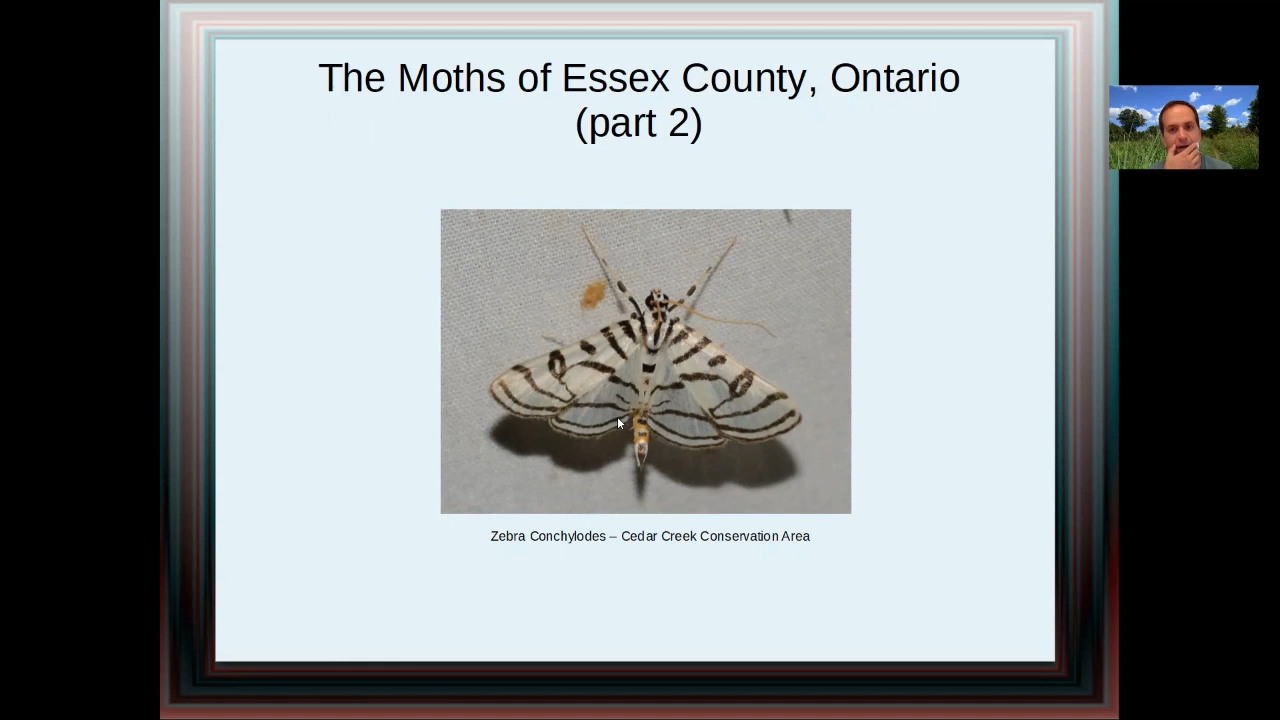 The Moths of Essex County, Ontario
(part 2)
Zebra Conchylodes – Cedar Creek Conservation Area